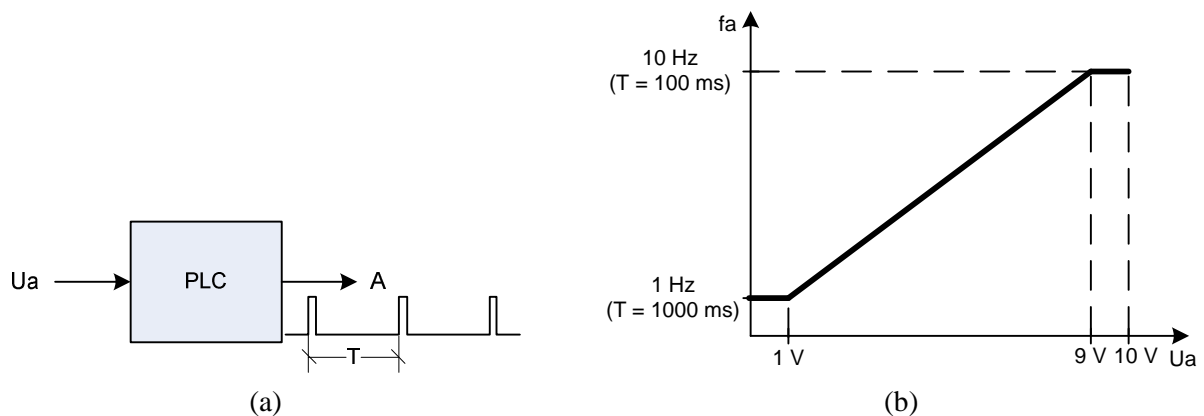 Ua
PLC
A
T
(a)
fa
10 Hz
(T = 100 ms)
1 Hz
(T = 1000 ms)
1 V
9 V
10 V
Ua
(b)